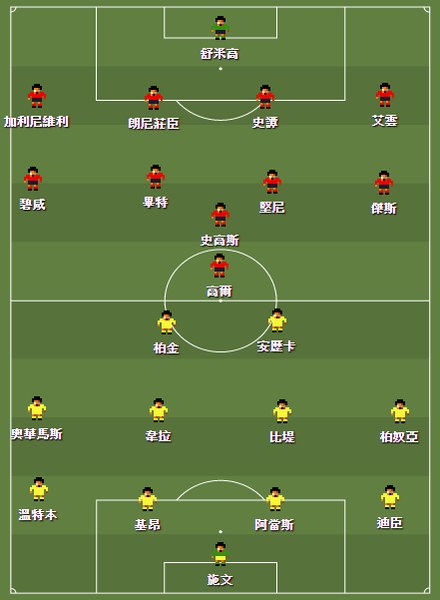 舒米高
加利尼維利 朗尼莊臣 史譚 艾雲
碧咸 畢特 堅尼 傑斯
史高斯
高爾
柏金 安歷卡
奧華馬斯 韋拉 比堤 柏奴亞
溫特本 基昂 阿當斯 迪臣
施文